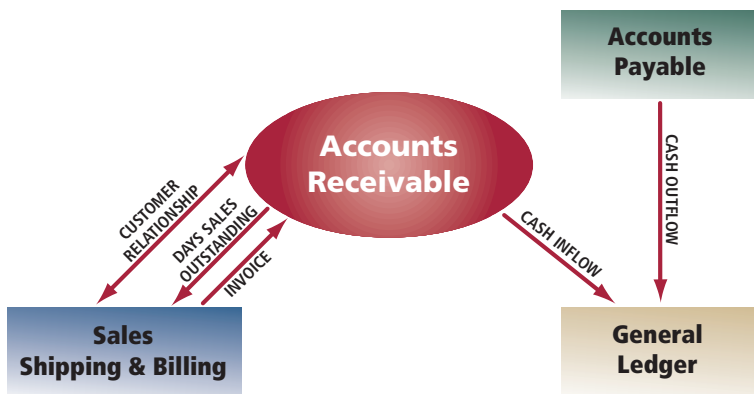 Accounts
Payable
Accounts
Receivable
CUSTOMER
RELATIONSHIP
DAYS SALES
OUTSTANDING
INVOICE
CASH INFLOW
CASH OUTFLOW
Sales
Shipping & Billing
General
Ledger